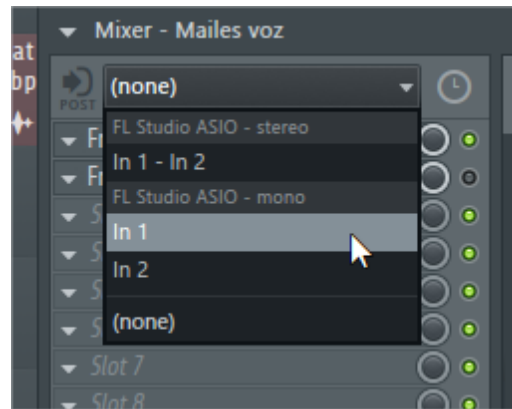 Mixer - Mailes voz
at
bp
POST
(none)
FL Studio ASIO - stereo
In 1 - In 2
FL Studio ASIO - mono
In 1
In 2
(none)
Slot 7
Slot 8